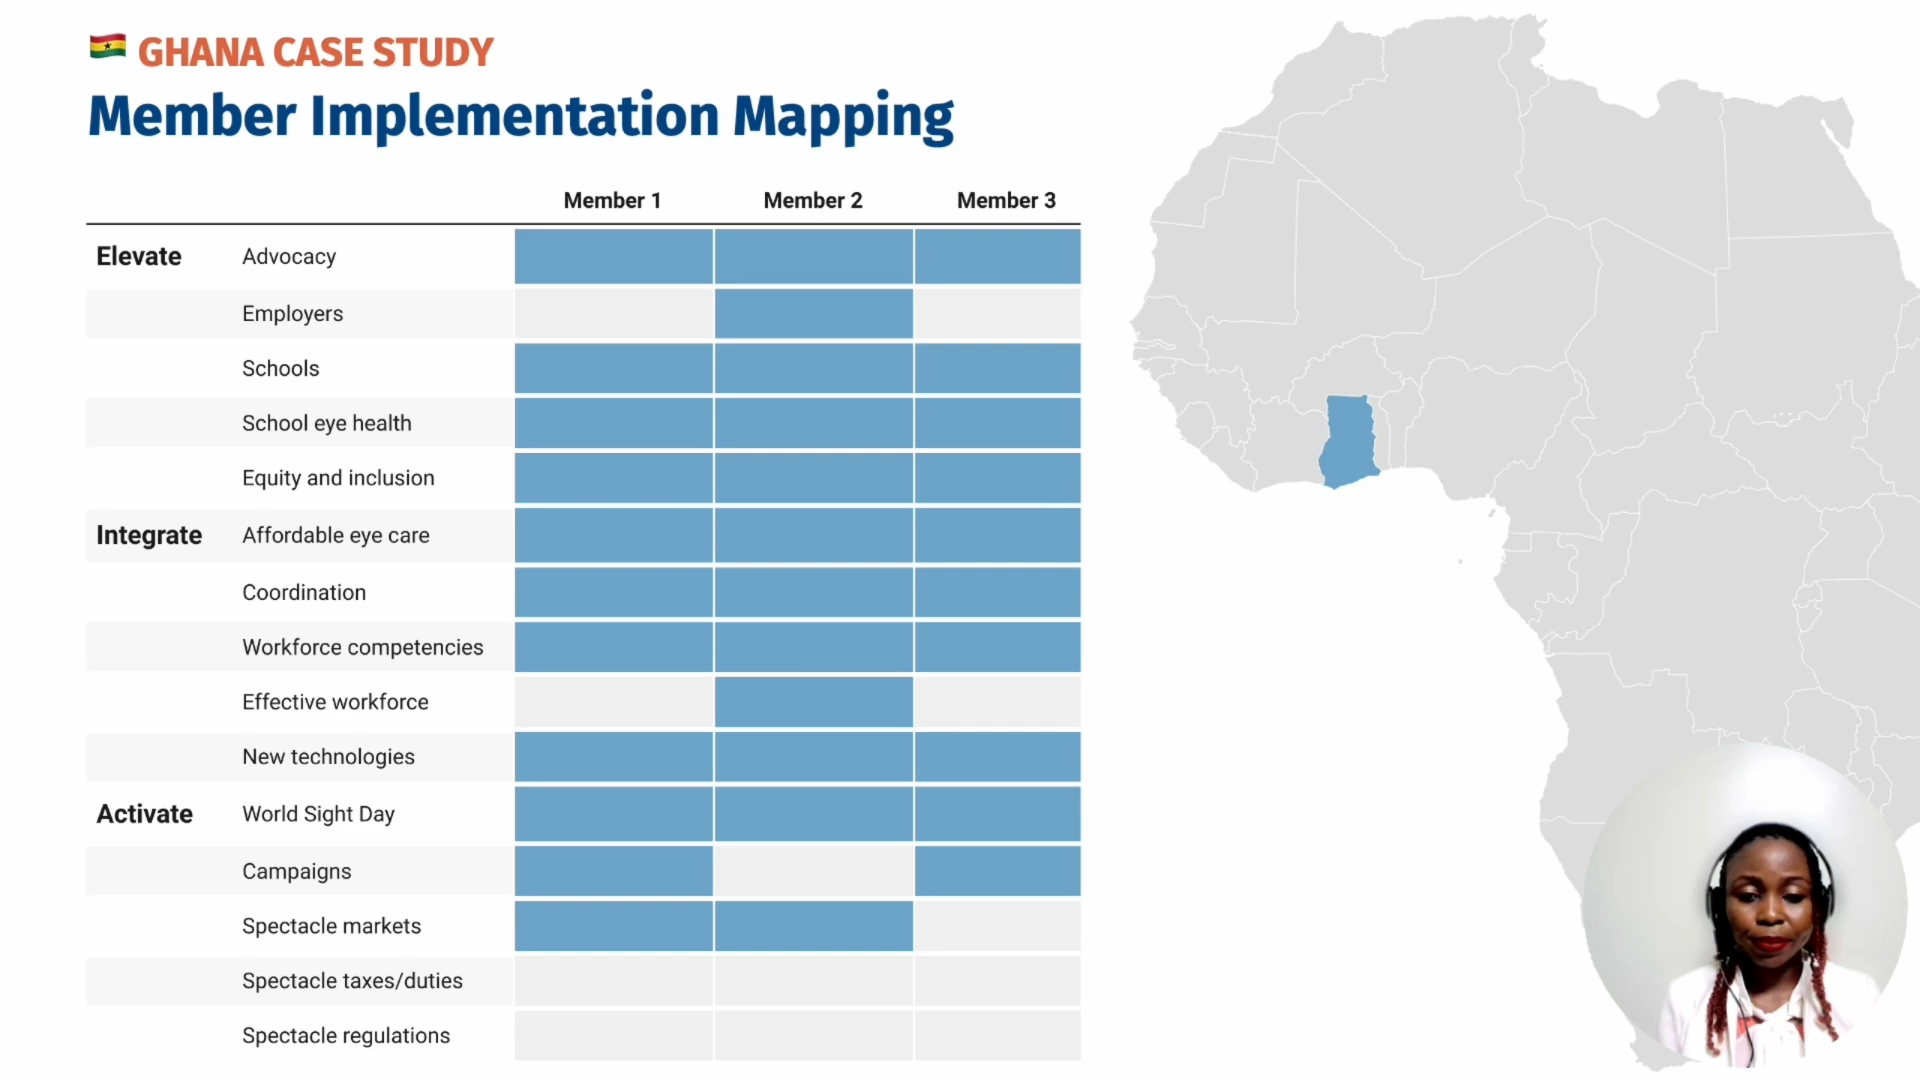 GHANA CASE STUDY
Member Implementation Mapping
Member 1 Member 2 Member 3
Elevate Advocacy
Employers
Schools
School eye health
Equity and inclusion
Integrate Affordable eye care
Coordination
Workforce competencies
Effective workforce
New technologies
Activate World Sight Day
Campaigns
Spectacle markets
Spectacle taxes/duties
Spectacle regulations